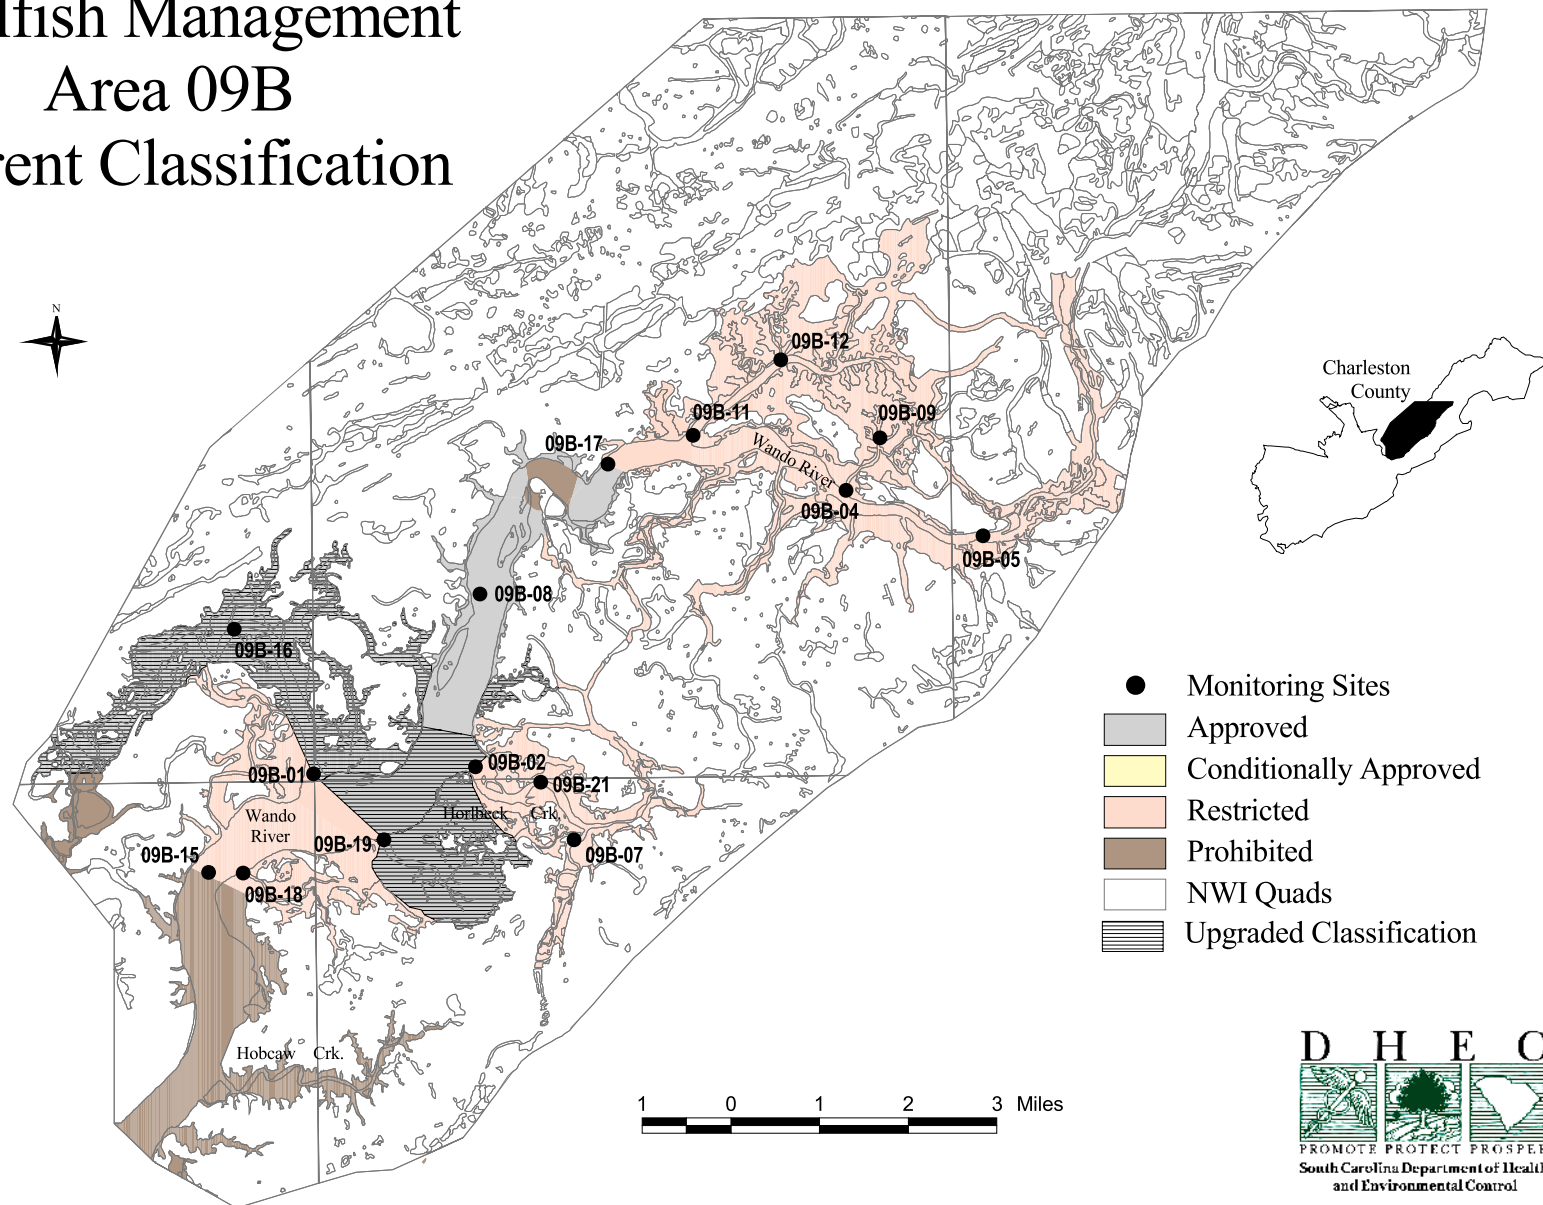 lfish Management
Area 09B
rent Classification
N
09B-12
09B-11
09B-09
09B-17
Wando River
09B-04
09B-05
09B-08
09B-16
09B-02
09B-01
09B-21
Horlbeck Crk.
Wando
River
09B-19
09B-15
09B-07
09B-18
Hobcaw Crk.
Charleston
County
Monitoring Sites
Approved
Conditionally Approved
Restricted
Prohibited
NWI Quads
Upgraded Classification
1 0 1 2 3 Miles
D H E C
PROMOTE PROTECT PROSPER
South Carolina Department of Health
and Environmental Control